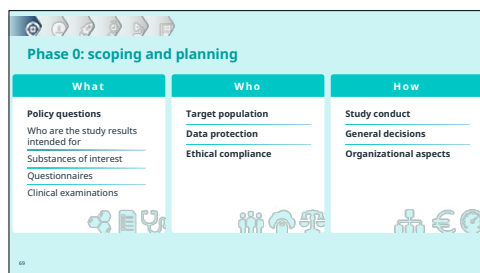 Phase 0: scoping and planning
What
Policy questions
Who are the study results
intended for
Substances of interest
Questionnaires
Clinical examinations
Who
Target population
Data protection
Ethical compliance
How
Study conduct
General decisions
Organizational aspects
69